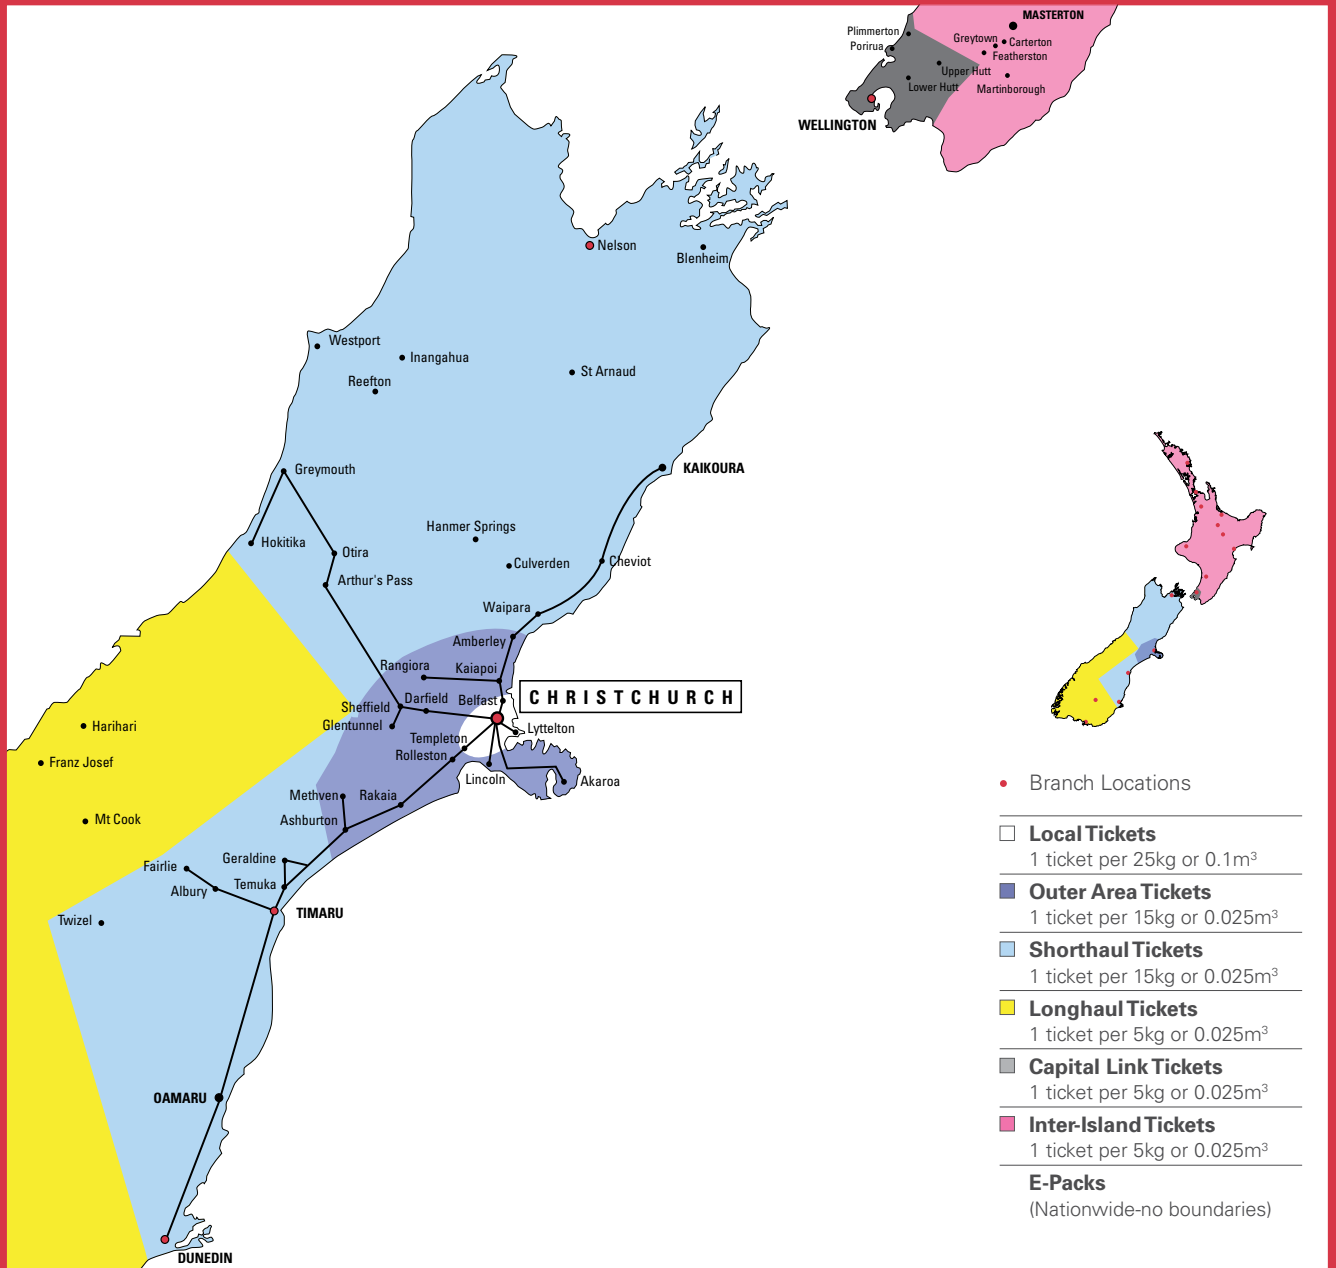 MASTERTON
Plimmerton
Porirua
Greytown
Carterton
Featherston
Upper Hutt
Lower Hutt
Martinborough
WELLINGTON
Nelson
Blenheim
Westport
Inangahua
Reefton
St Arnaud
Greymouth
KAIKOURA
Hanmer Springs
Hokitika
Otira
Culverden
Cheviot
Arthur's Pass
Waipara
Amberley
Rangiora
Kaiapoi
Sheffield
Darfield
Belfast
CHRISTCHURCH
Glentunnel
Lyttelton
Harihari
Templeton
Rolleston
Franz Josef
Lincoln
Akaroa
Methven
Rakaia
Mt Cook
Ashburton
Fairlie
Geraldine
Albury
Temuka
Twizel
TIMARU
OAMARU
DUNEDIN
Branch Locations
Local Tickets
1 ticket per 25kg or 0.1m³
Outer Area Tickets
1 ticket per 15kg or 0.025m³
Shorthaul Tickets
1 ticket per 15kg or 0.025m³
Longhaul Tickets
1 ticket per 5kg or 0.025m³
Capital Link Tickets
1 ticket per 5kg or 0.025m³
Inter-Island Tickets
1 ticket per 5kg or 0.025m³
E-Packs
(Nationwide-no boundaries)